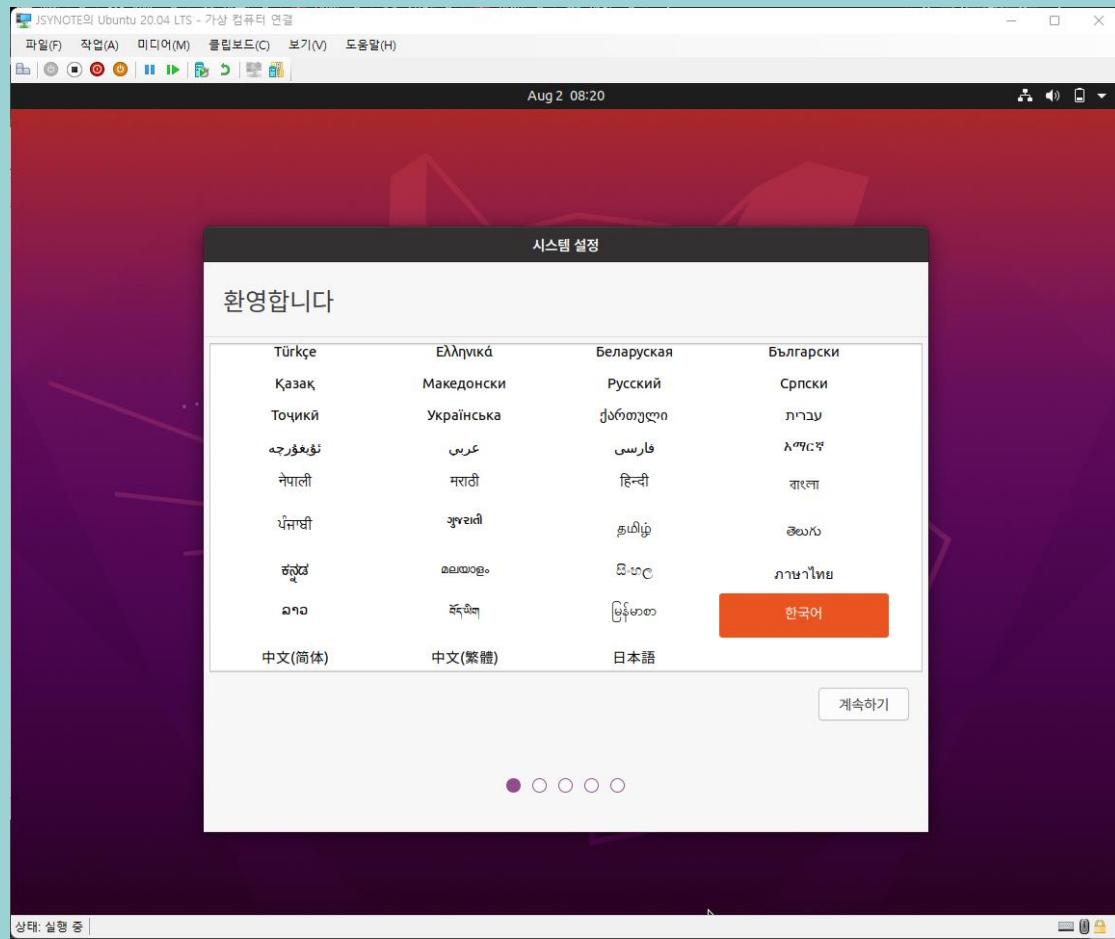 JSYNOTE의 Ubuntu 20.04 LTS - 가상 컴퓨터 연결
파일(F) 작업(A) 미디어(M) 클립보드(C) 보기(V) 도움말(H)
Aug 2 08:20
시스템 설정
환영합니다
Türkçe Ελληνικά Беларуская Български
Қазақ Македонски Русский Српски
Тоҷикӣ Українська ქართული עברית
ئۇيغۇرچە عربي فارسی አማርኛ
नेपाली मराठी हिन्दी বাংলা
ਪੰਜਾਬੀ ગુજરાતી தமிழ் తెలుగు
ಕನ್ನಡ മലയാളം සිංහල ภาษาไทย
ລາວ བོད་ཡིག မြန်မာစာ 한국어
中文(简体) 中文(繁體) 日本語
계속하기
상태: 실행 중